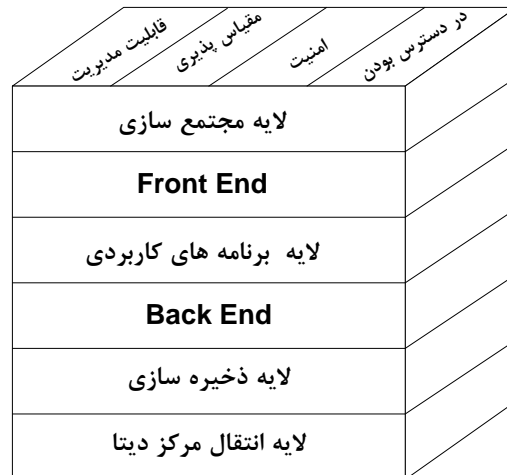 در دسترس بودن
امنیت
مقیاس پذیری
قابلیت مدیریت
لایه مجتمع سازی
Front End
لایه برنامه های کاربردی
Back End
لایه ذخیره سازی
لایه انتقال مرکز دیتا